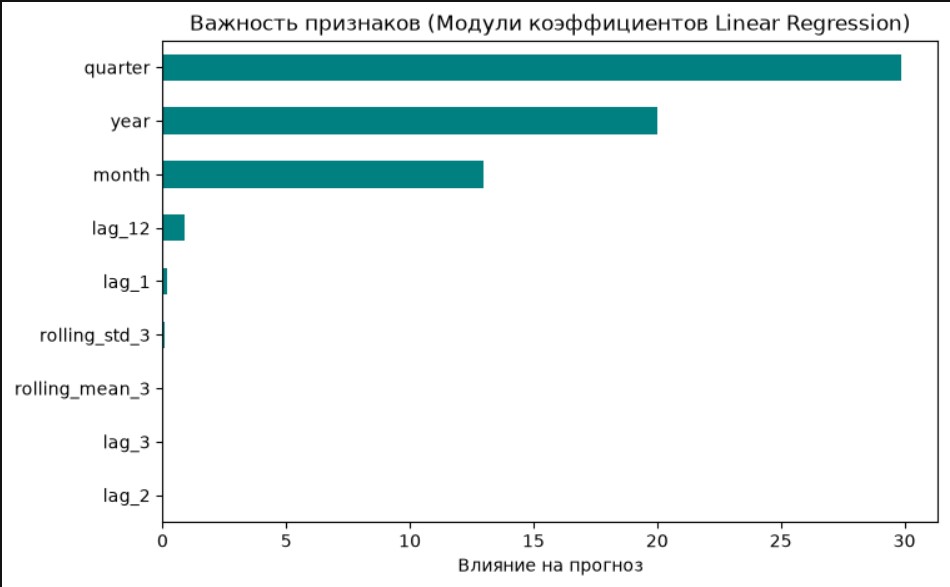 Важность признаков (Модули коэффициентов Linear Regression)
quarter
year
month
lag_12
lag_1
rolling_std_3
rolling_mean_3
lag_3
lag_2
0 5 10 15 20 25 30
Влияние на прогноз